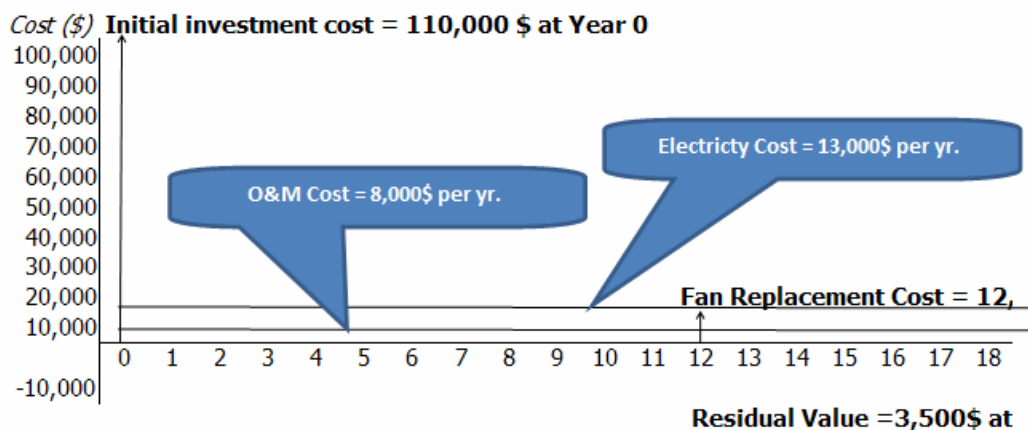 Cost ($) Initial investment cost = 110,000 $ at Year 0
100,000
90,000
80,000
70,000
60,000
50,000
40,000
30,000
20,000
10,000
-10,000
Electricty Cost = 13,000$ per yr.
O&M Cost = 8,000$ per yr.
Fan Replacement Cost = 12,
0 1 2 3 4 5 6 7 8 9 10 11 12 13 14 15 16 17 18
Residual Value =3,500$ at